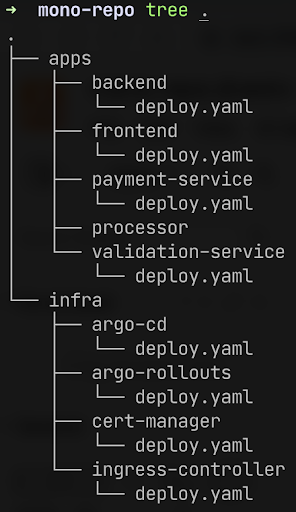 ➜  mono-repo tree .
.
├── apps
│   ├── backend
│   │   └── deploy.yaml
│   ├── frontend
│   │   └── deploy.yaml
│   ├── payment-service
│   │   └── deploy.yaml
│   ├── processor
│   └── validation-service
│       └── deploy.yaml
└── infra
    ├── argo-cd
    │   └── deploy.yaml
    ├── argo-rollouts
    │   └── deploy.yaml
    ├── cert-manager
    │   └── deploy.yaml
    └── ingress-controller
        └── deploy.yaml